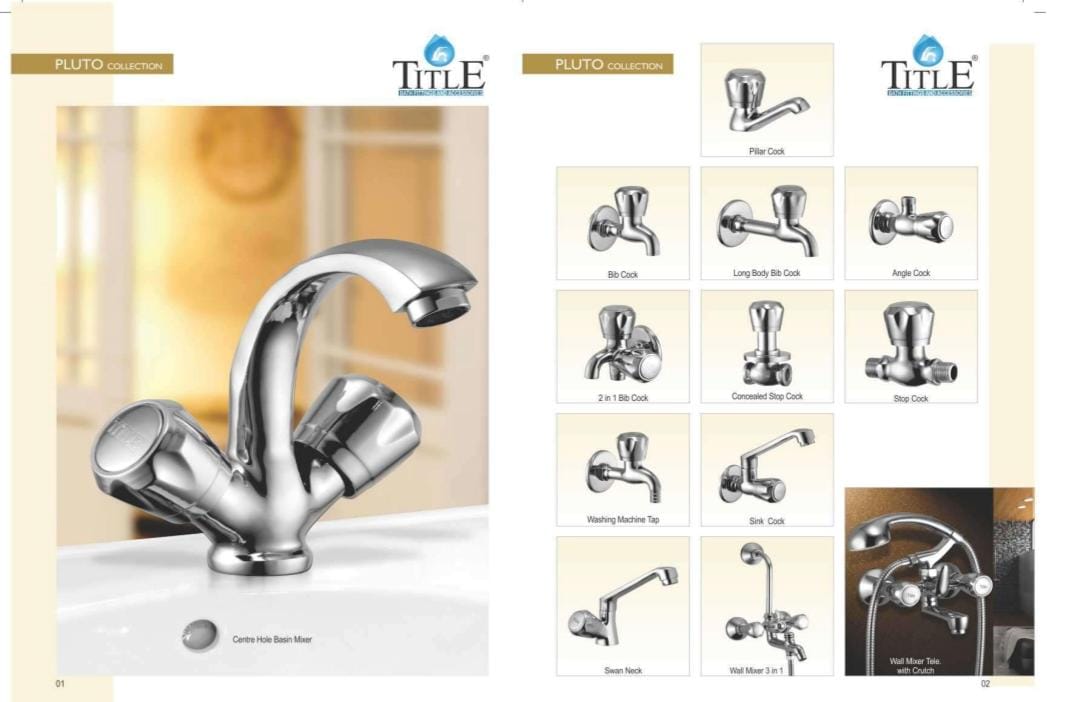 PLUTO COLLECTION
TITLE®
BATH FITTINGS AND ACCESSORIES
Title
Centre Hole Basin Mixer
01
PLUTO COLLECTION
TITLE®
BATH FITTINGS AND ACCESSORIES
Pillar Cock
Bib Cock
Long Body Bib Cock
Angle Cock
2 in 1 Bib Cock
Concealed Stop Cock
Stop Cock
Washing Machine Tap
Sink Cock
Swan Neck
Wall Mixer 3 in 1
Wall Mixer Tele.
with Crutch
02